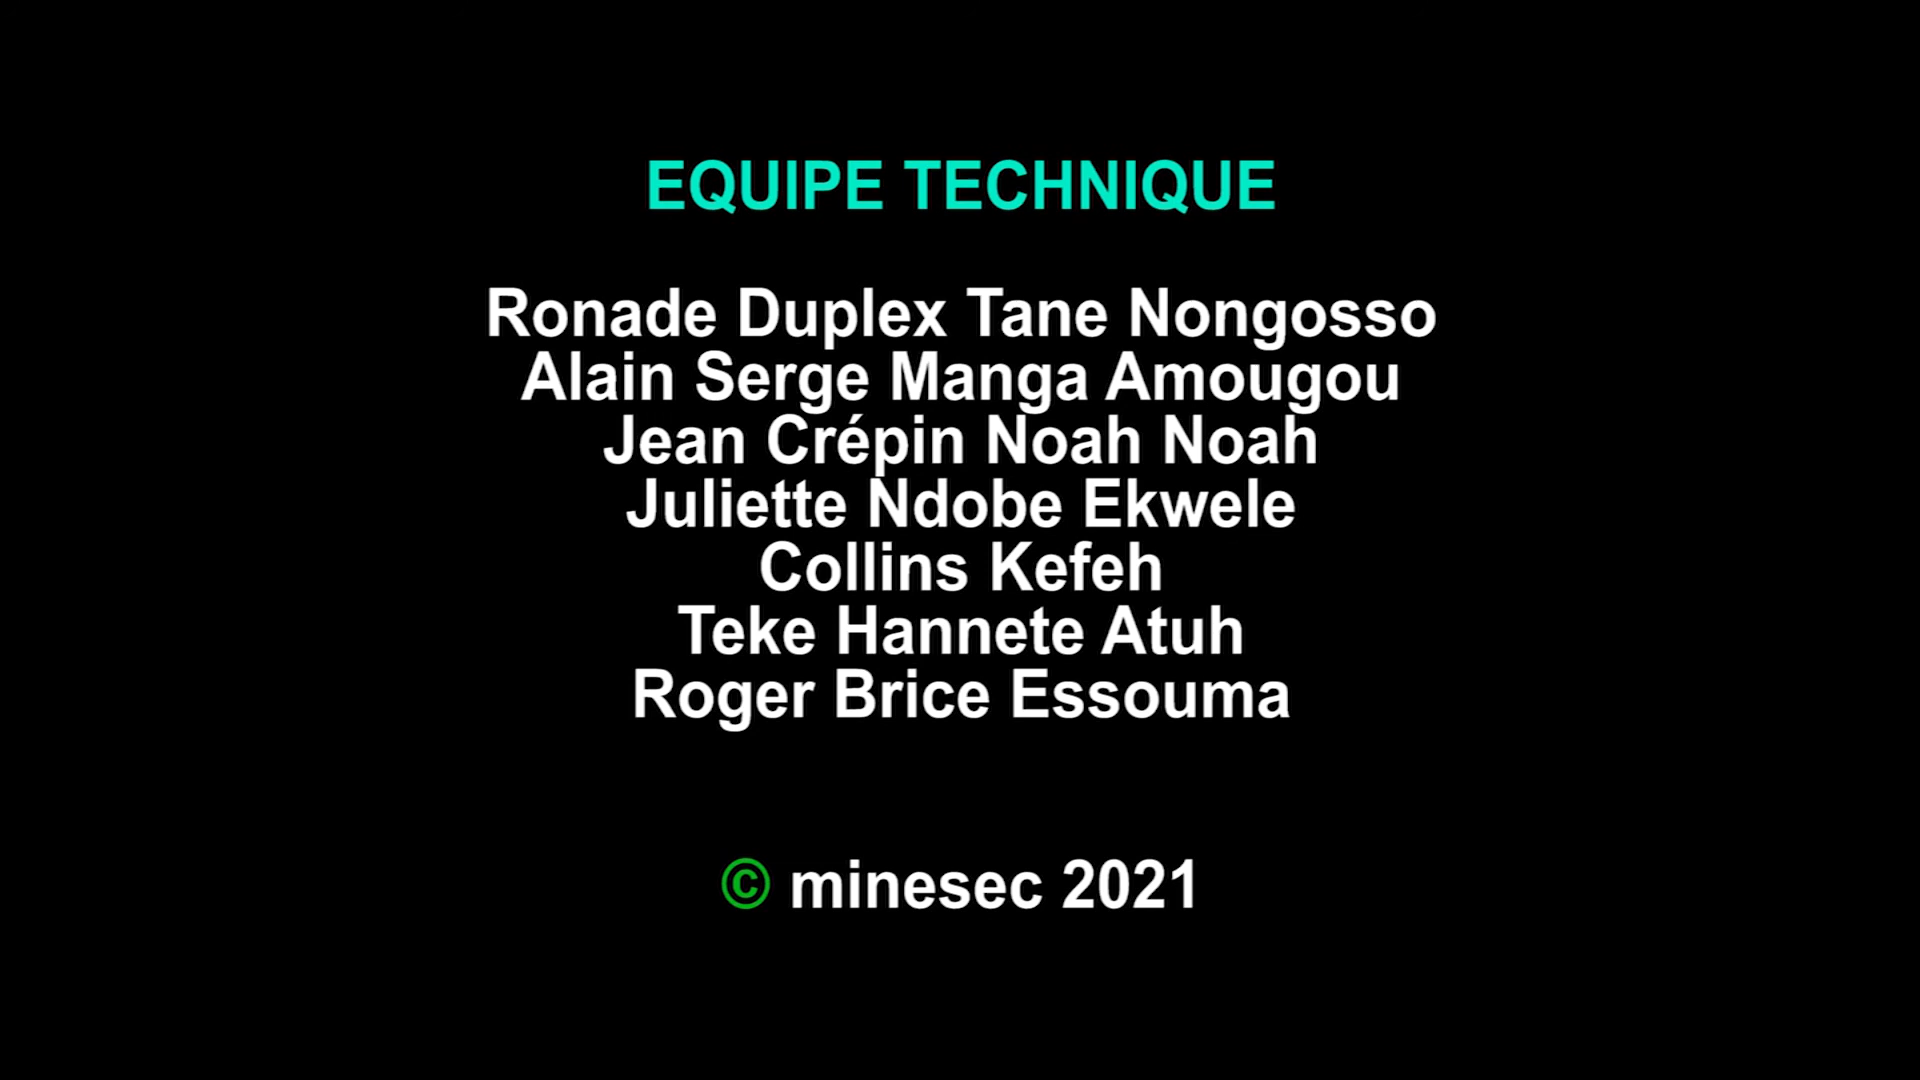 EQUIPE TECHNIQUE
Ronade Duplex Tane Nongosso
Alain Serge Manga Amougou
Jean Crépin Noah Noah
Juliette Ndobe Ekwele
Collins Kefeh
Teke Hannete Atuh
Roger Brice Essouma
© minesec 2021